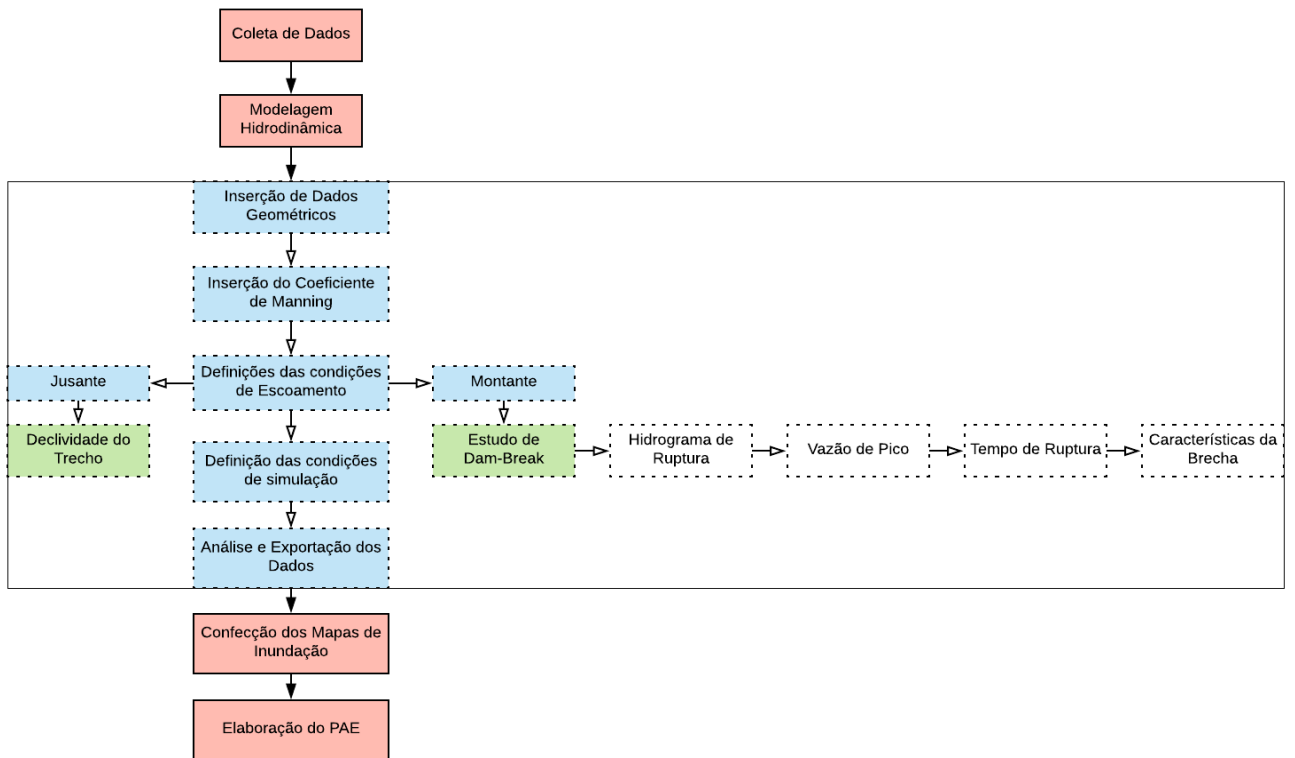 Coleta de Dados
Modelagem
Hidrodinâmica
Inserção de Dados
Geométricos
Inserção do Coeficiente
de Manning
Definições das condições
de Escoamento
Jusante
Montante
Declividade do
Trecho
Estudo de
Dam-Break
Hidrograma de
Ruptura
Vazão de Pico
Tempo de Ruptura
Características da
Brecha
Definição das condições
de simulação
Análise e Exportação dos
Dados
Confecção dos Mapas de
Inundação
Elaboração do PAE